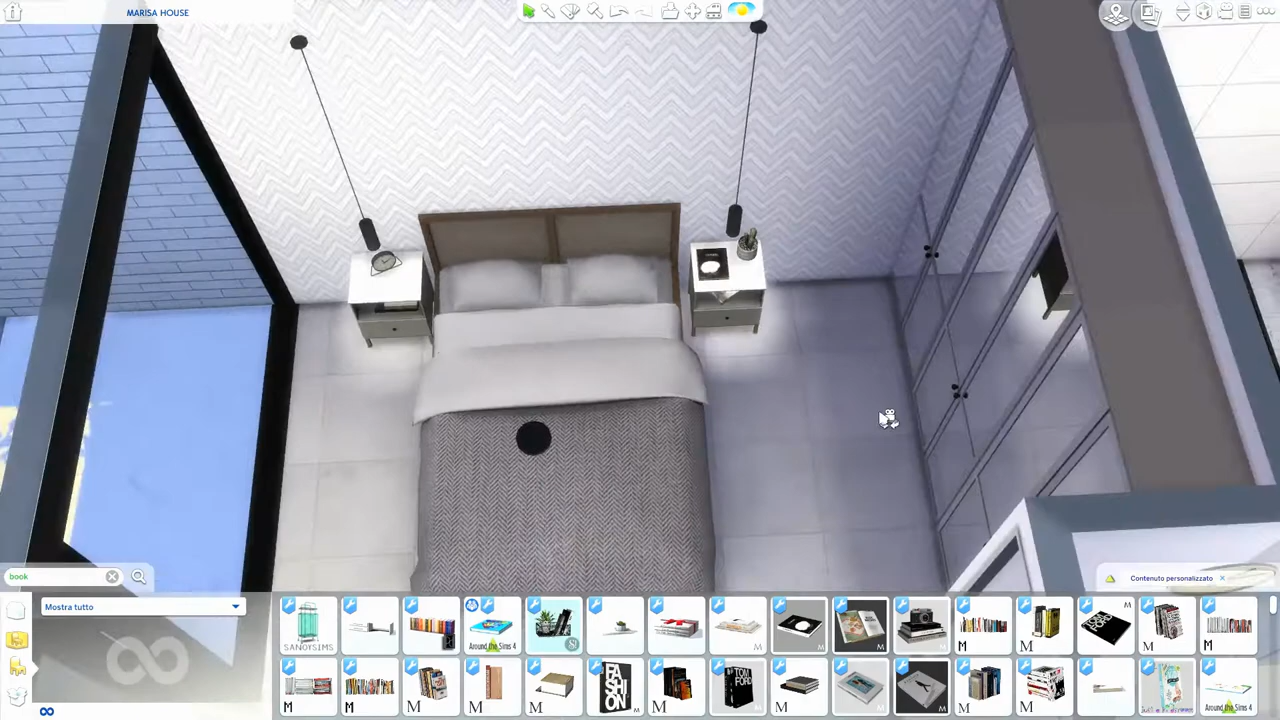 MARISA HOUSE
book
Contenuto personalizzato
Mostra tutto
SANOYSIMS
Around the Sims 4
M
M
M
M
M
M
M
M
M
M
M
FASHION
M
M
TOM FORD
M
M
M
M
M
Around the Sims 4